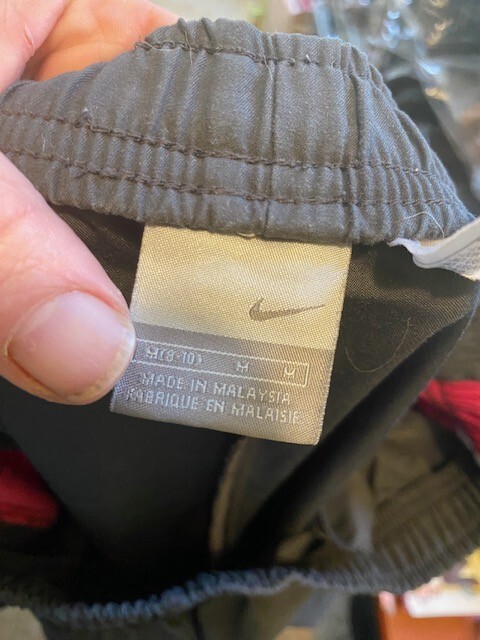 M(8-10) M M
MADE IN MALAYSIA
FABRIQUE EN MALAISIE